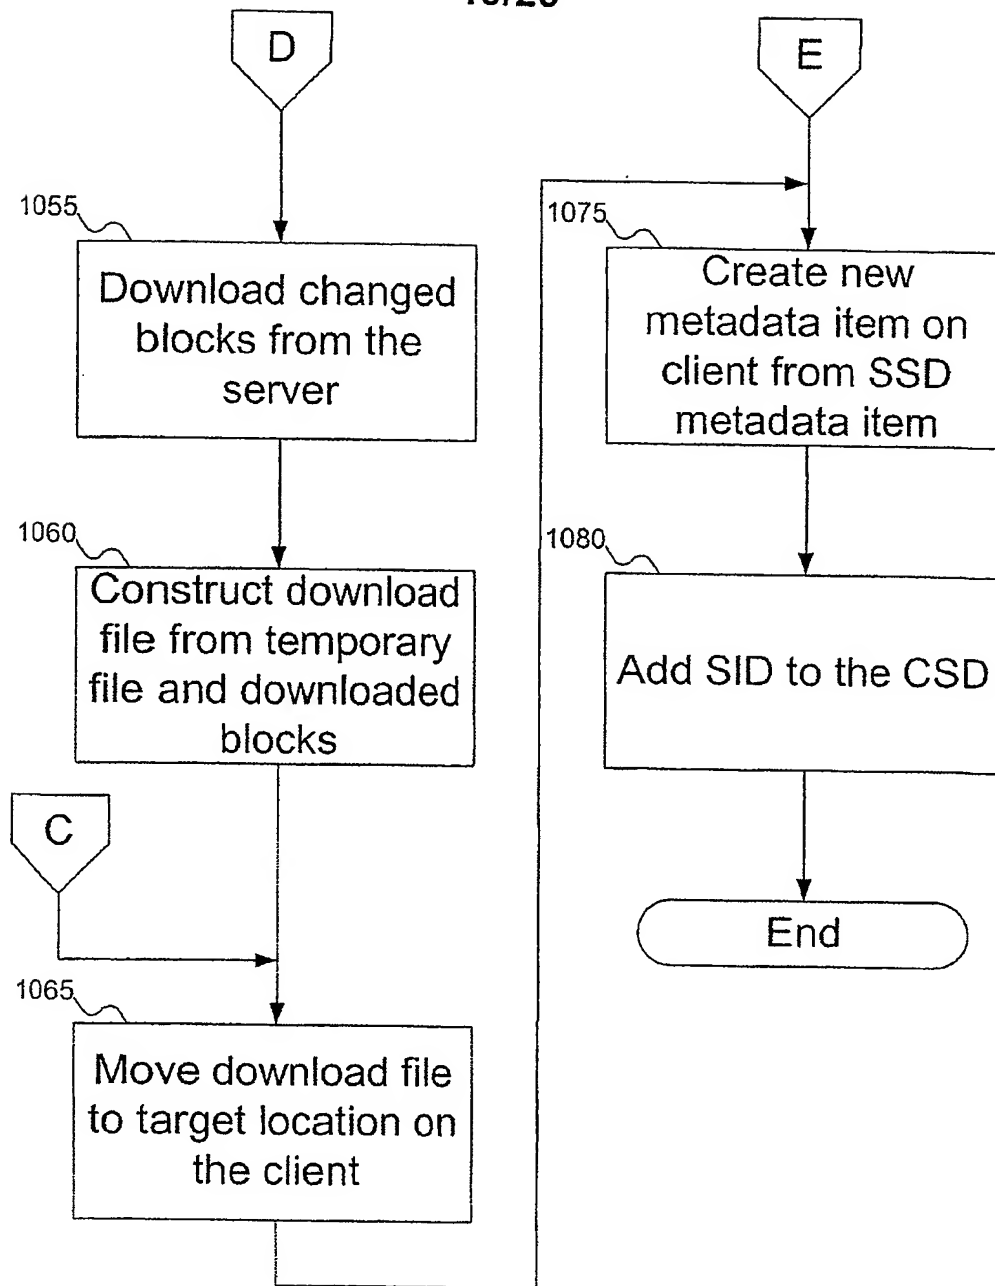 D
1055
Download changed
blocks from the
server
1060
Construct download
file from temporary
file and downloaded
blocks
C
1065
Move download file
to target location on
the client
E
1075
Create new
metadata item on
client from SSD
metadata item
1080
Add SID to the CSD
End